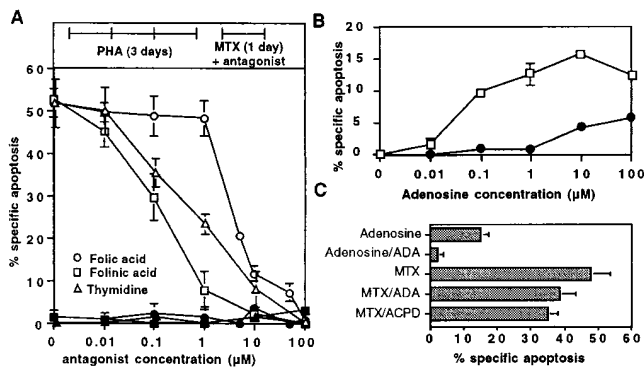 A
PHA (3 days)
MTX (1 day)
+ antagonist
% specific apoptosis
60
50
40
30
20
10
0
Folic acid
Folinic acid
Thymidine
0 0.01 0.1 1 10 100
antagonist concentration (µM)
B
% specific apoptosis
20
15
10
5
0
0 0.01 0.1 1 10 100
Adenosine concentration (µM)
C
Adenosine
Adenosine/ADA
MTX
MTX/ADA
MTX/ACPD
0 10 20 30 40 50 60
% specific apoptosis